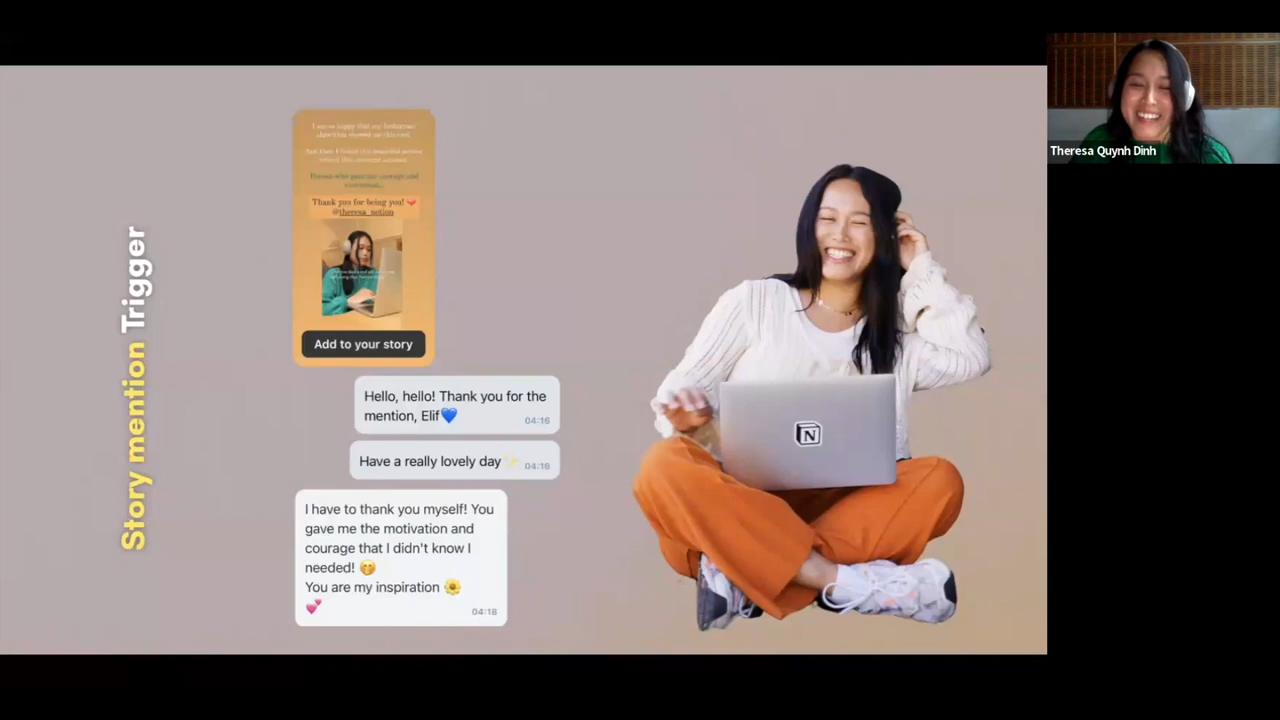 Story mention Trigger
Thank you for being you!
@theresa_notion
Add to your story
Hello, hello! Thank you for the
mention, Elif💙
04:16
Have a really lovely day✨
04:16
I have to thank you myself! You
gave me the motivation and
courage that I didn't know I
needed! 🤭
You are my inspiration 🌼
💕
04:18
N
Theresa Quynh Dinh